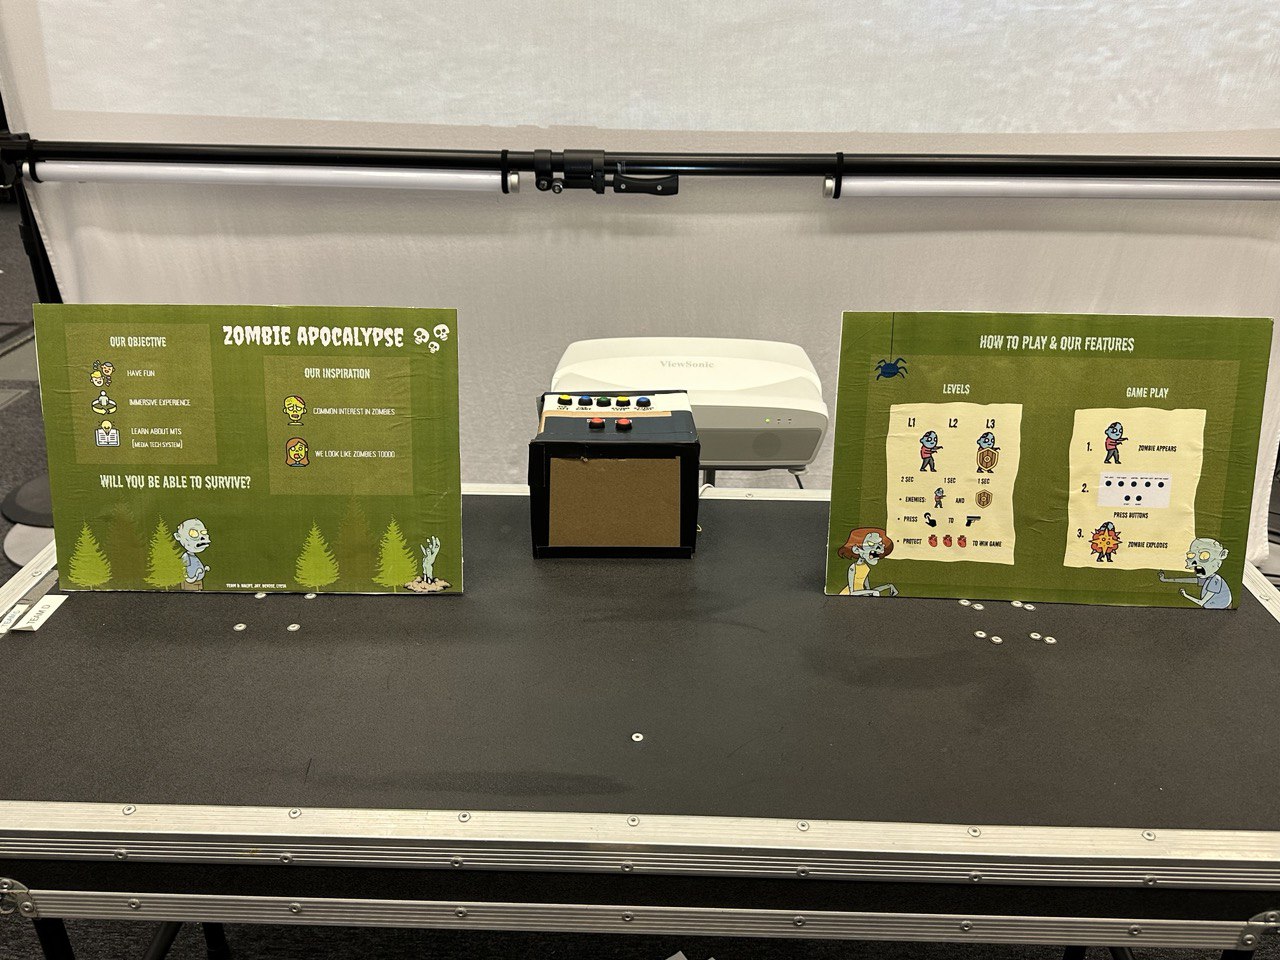 ZOMBIE APOCALYPSE
OUR OBJECTIVE
HAVE FUN
IMMERSIVE EXPERIENCE
LEARN ABOUT MTS
[MEDIA TECH SYSTEM]
OUR INSPIRATION
COMMON INTEREST IN ZOMBIES
WE LOOK LIKE ZOMBIES TOOOO
WILL YOU BE ABLE TO SURVIVE?
TEAM D
ViewSonic
HOW TO PLAY & OUR FEATURES
LEVELS
L1 L2 L3
2 SEC 1 SEC 1 SEC
• ENEMIES: AND
• PRESS TO
• PROTECT TO WIN GAME
GAME PLAY
1. ZOMBIE APPEARS
2.
PRESS BUTTONS
3. ZOMBIE EXPLODES